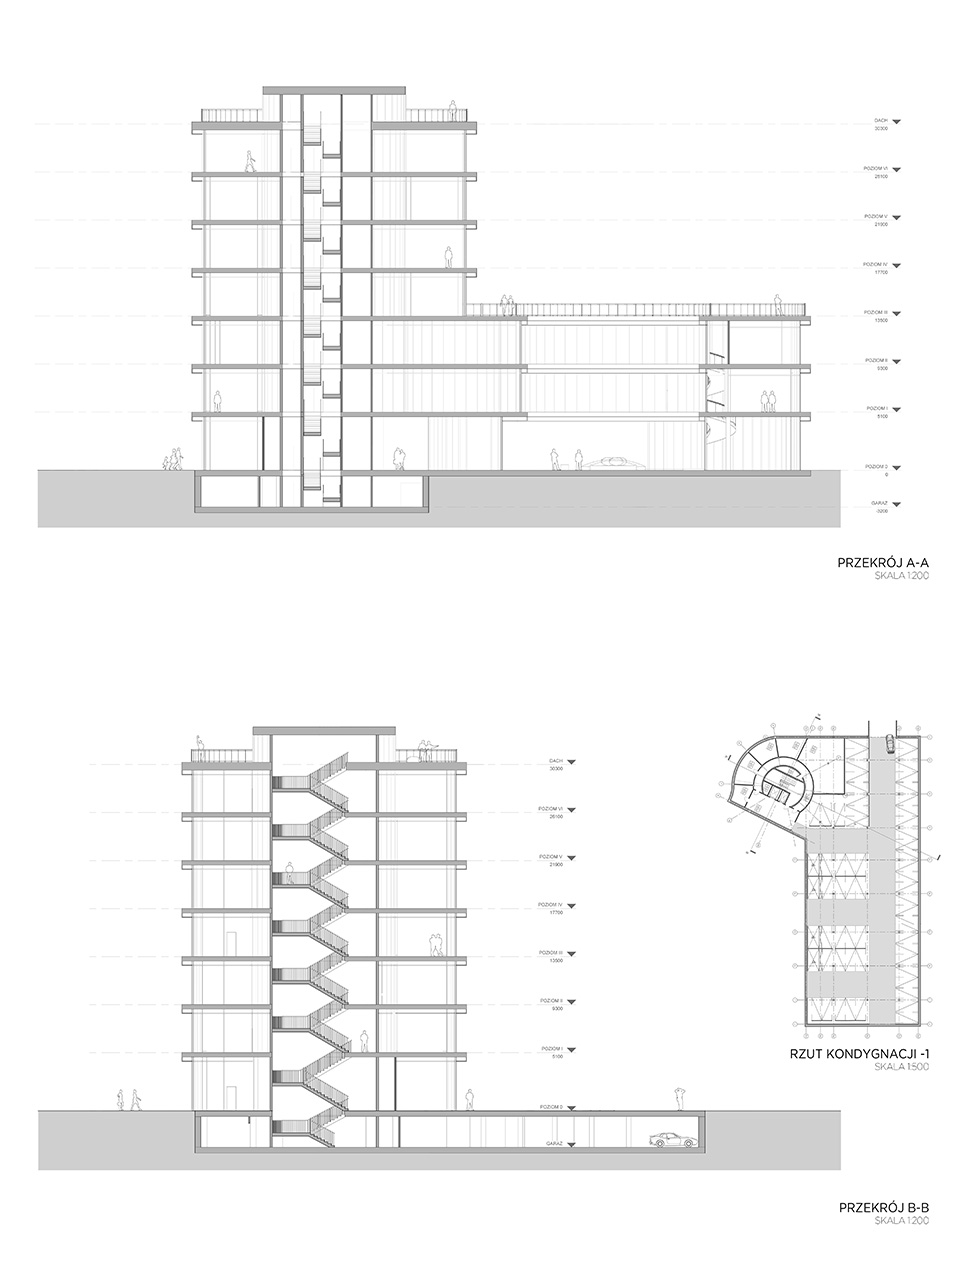 DACH
30300
POZIOM VI
26100
POZIOM V
21900
POZIOM IV
17700
POZIOM III
13500
POZIOM II
9300
POZIOM I
5100
POZIOM 0
0
GARAŻ
-3200
PRZEKRÓJ A-A
SKALA 1:200
DACH
30300
POZIOM VI
26100
POZIOM V
21900
POZIOM IV
17700
POZIOM III
13500
POZIOM II
9300
POZIOM I
5100
POZIOM 0
GARAŻ
RZUT KONDYGNACJI -1
SKALA 1:500
PRZEKRÓJ B-B
SKALA 1:200